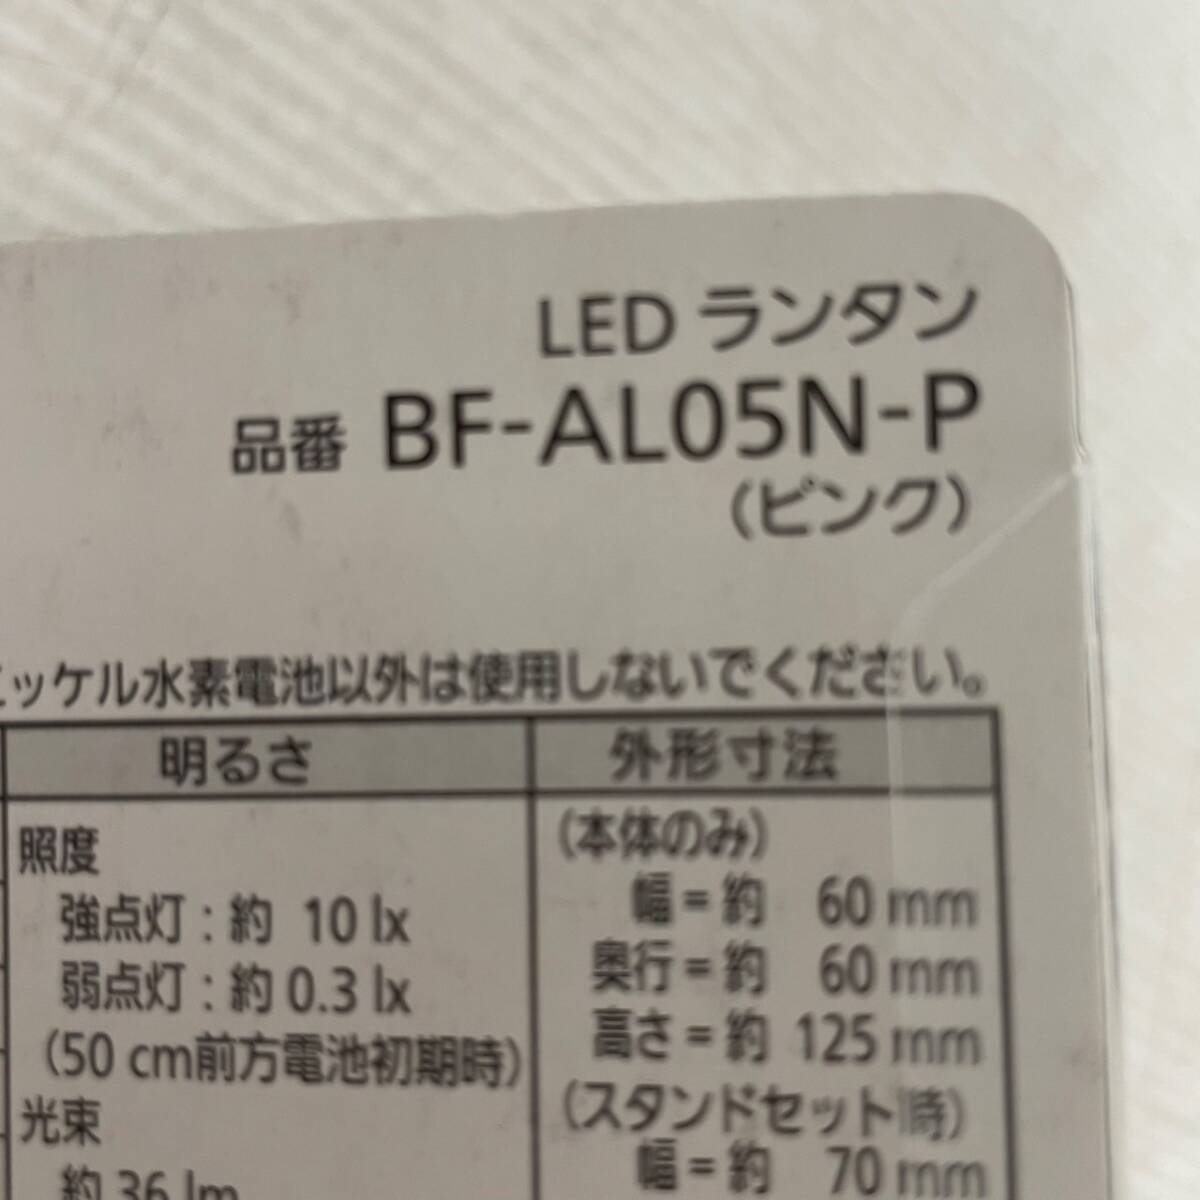 LED ランタン
品番 BF-AL05N-P
（ピンク）
ニッケル水素電池以外は使用しないでください。
明るさ
外形寸法
照度
強点灯：約 10 lx
弱点灯：約 0.3 lx
（50 cm前方電池初期時）
光束
約 36 lm
（本体のみ）
幅＝約 60 mm
奥行＝約 60 mm
高さ＝約 125 mm
（スタンドセット時）
幅＝約 70 mm